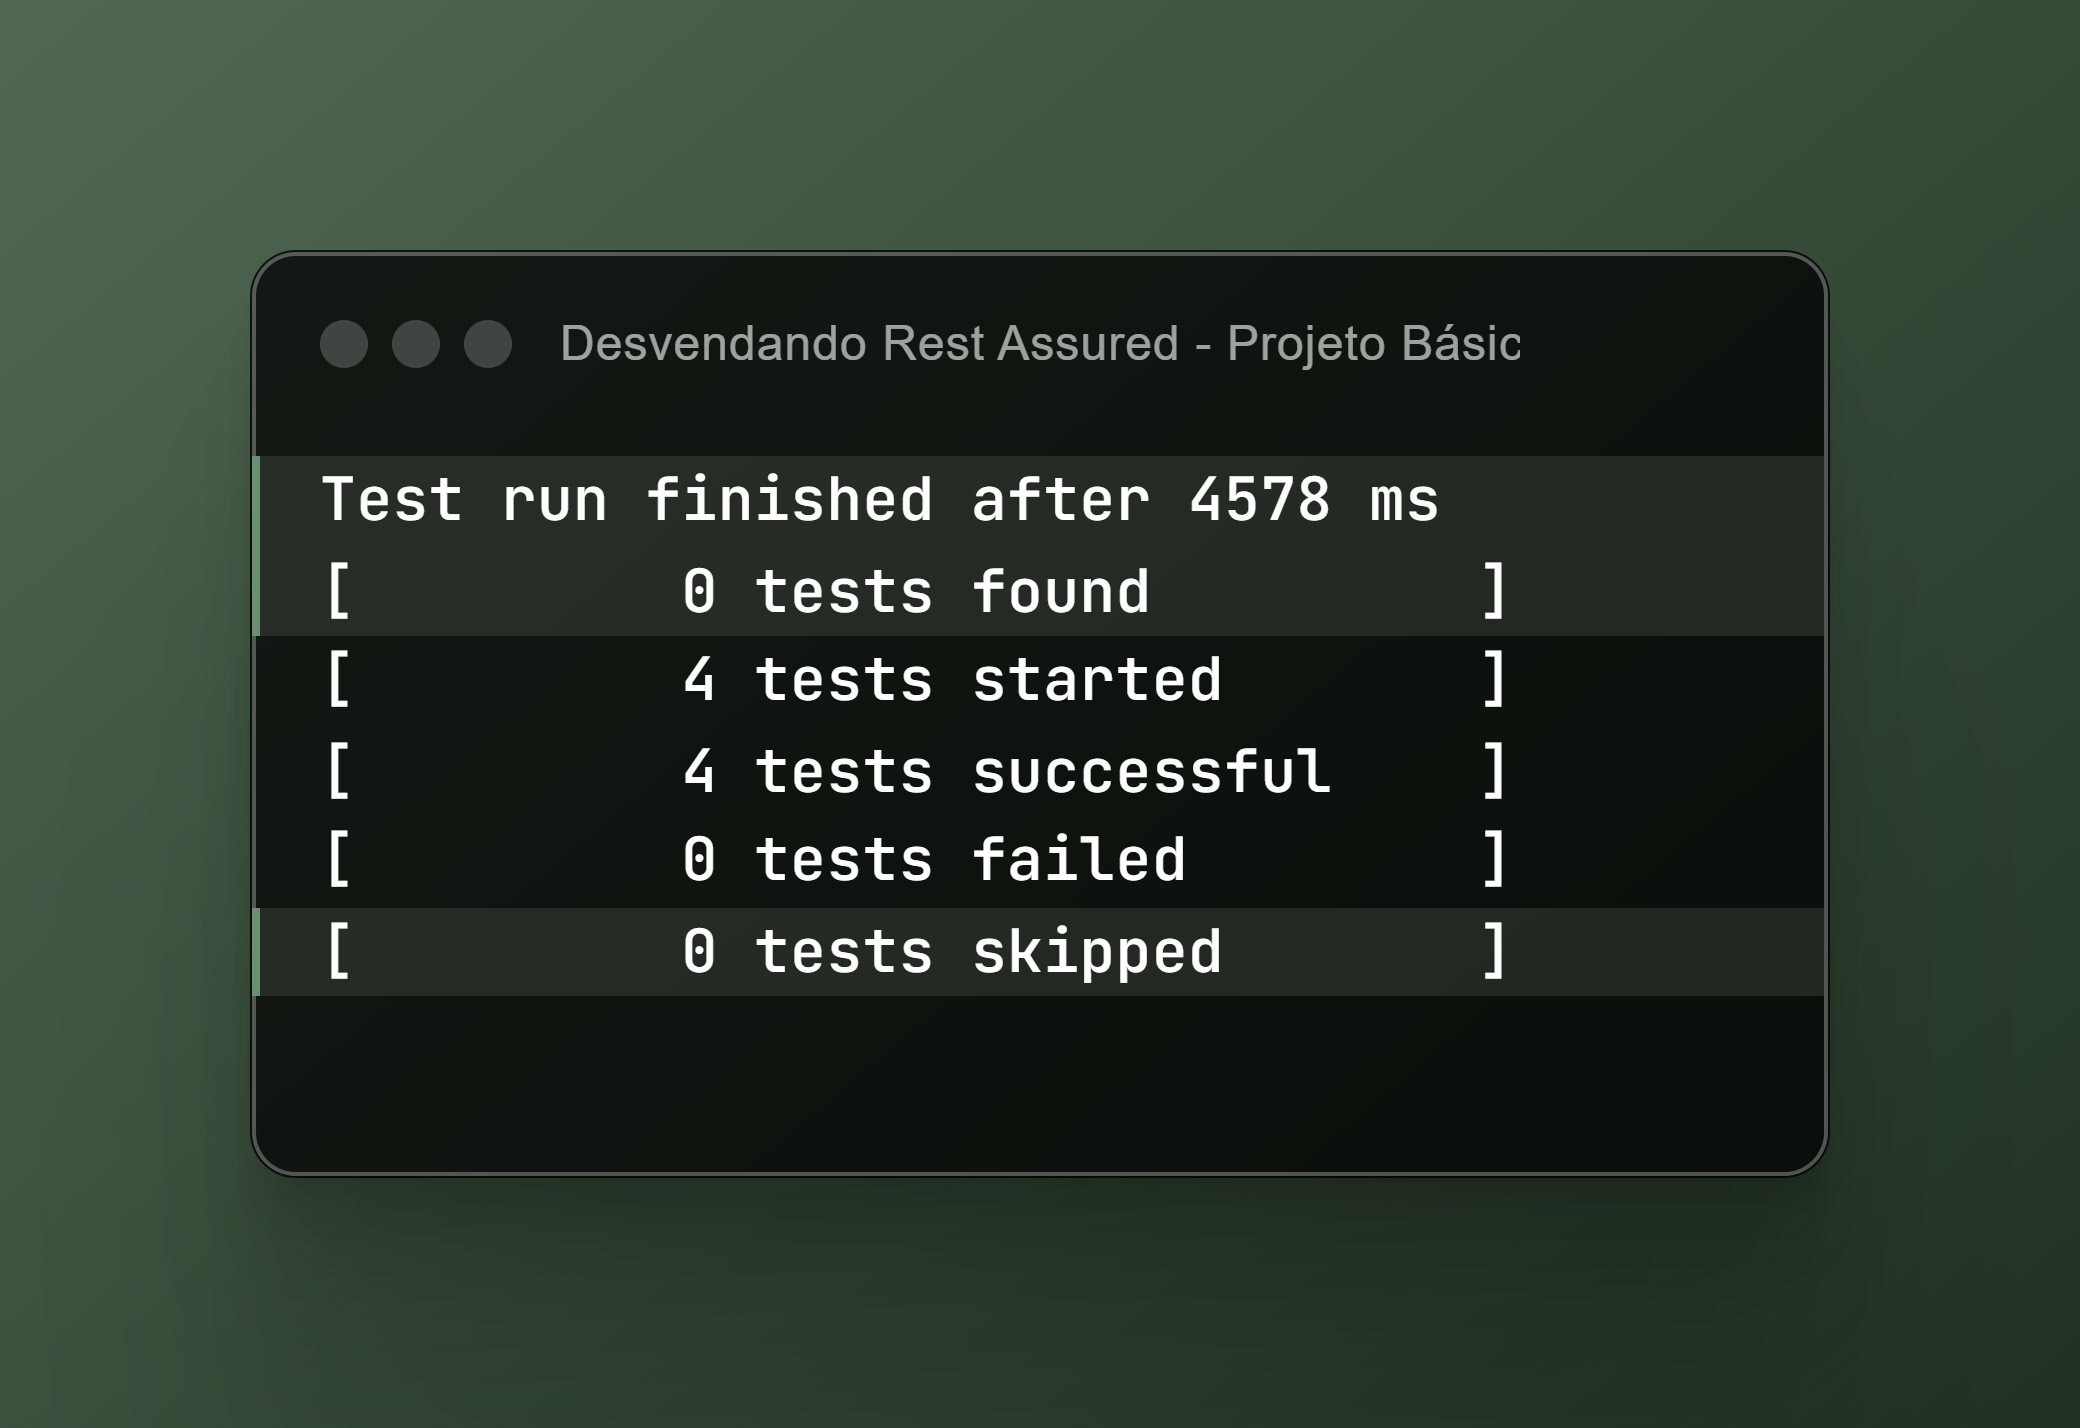 Desvendando Rest Assured - Projeto Básic
Test run finished after 4578 ms
[         0 tests found         ]
[         4 tests started       ]
[         4 tests successful    ]
[         0 tests failed        ]
[         0 tests skipped       ]